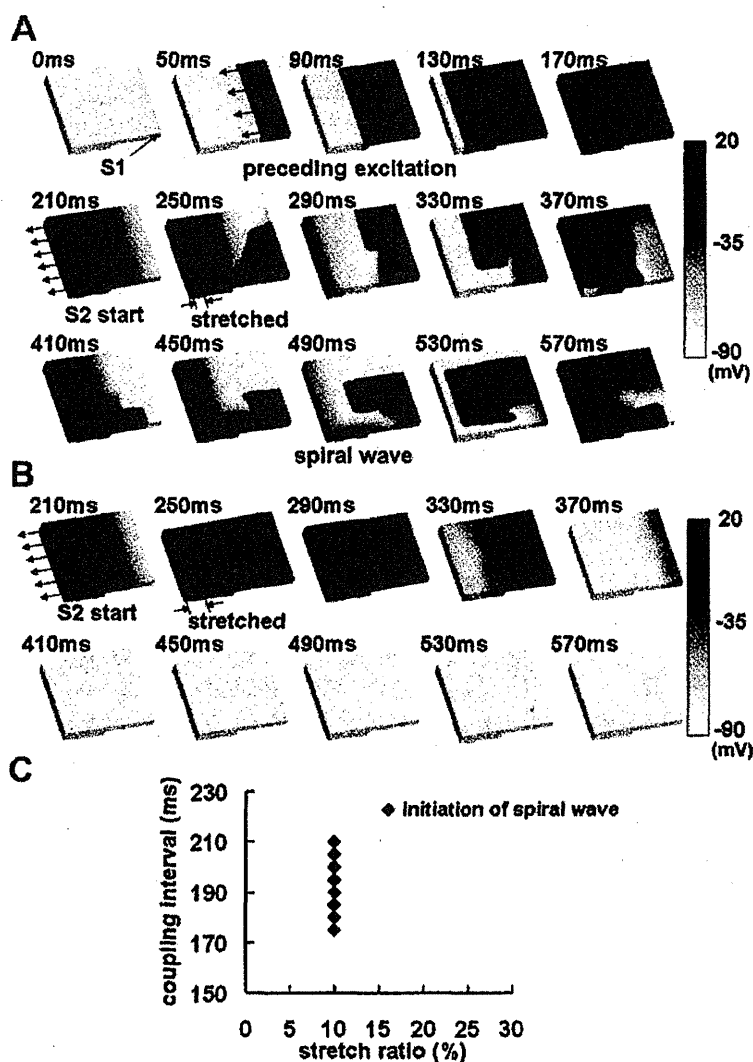 A
0ms 50ms 90ms 130ms 170ms
S1 preceding excitation
20
-35
-90
(mV)
210ms 250ms 290ms 330ms 370ms
S2 start stretched
410ms 450ms 490ms 530ms 570ms
spiral wave
B
210ms 250ms 290ms 330ms 370ms
S2 start stretched
20
-35
-90
(mV)
410ms 450ms 490ms 530ms 570ms
C
coupling interval (ms)
230
210
190
170
150
initiation of spiral wave
0 5 10 15 20 25 30
stretch ratio (%)